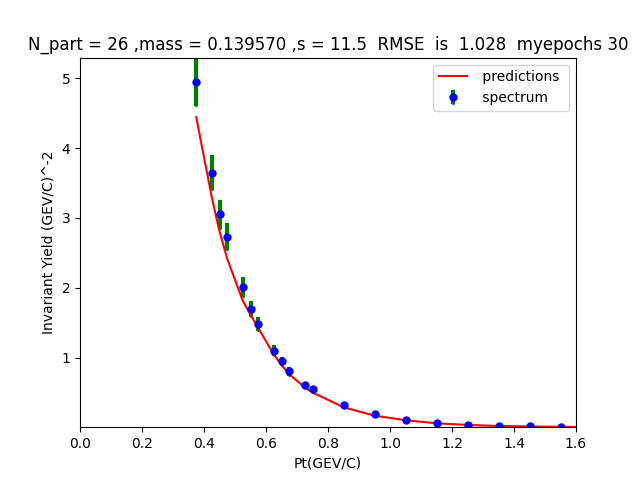 N_part = 26 ,mass = 0.139570 ,s = 11.5  RMSE  is  1.028  myepochs 30
predictions
spectrum
Invariant Yield (GEV/C)^-2
5
4
3
2
1
0.0 0.2 0.4 0.6 0.8 1.0 1.2 1.4 1.6
Pt(GEV/C)